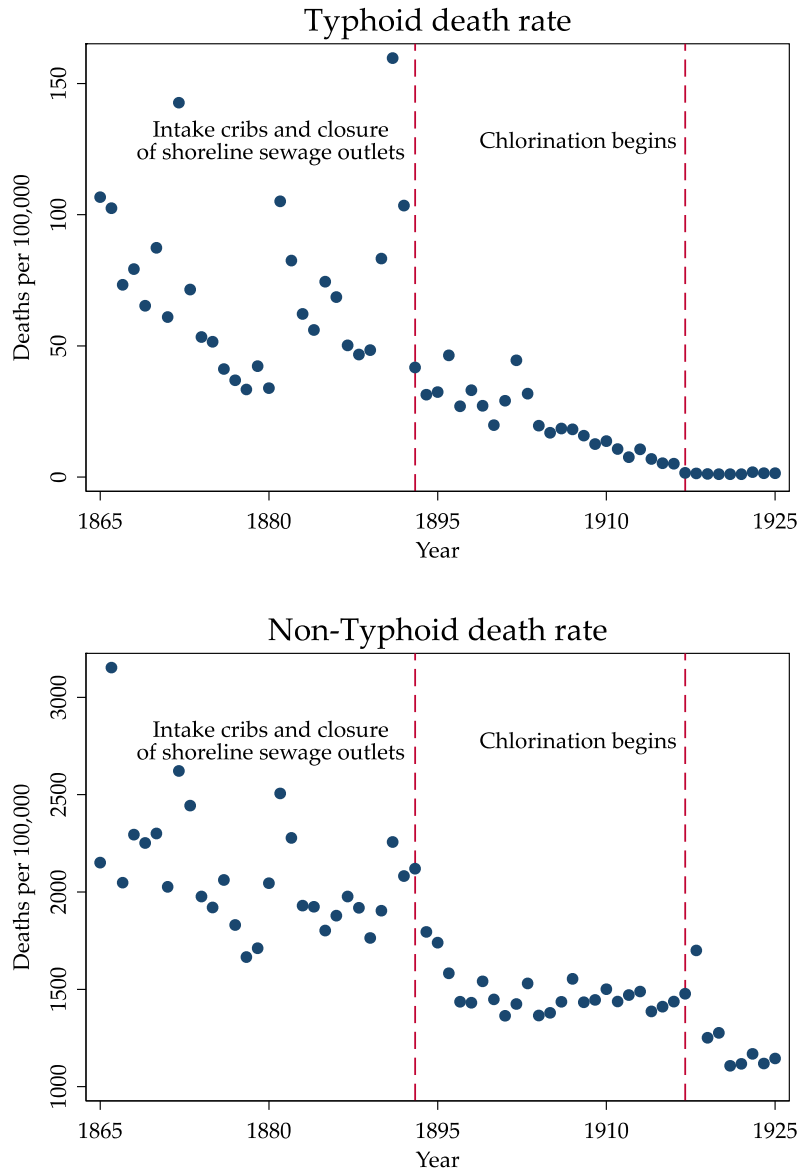 Typhoid death rate
150
100
50
0
Deaths per 100,000
Intake cribs and closure
of shoreline sewage outlets
Chlorination begins
1865 1880 1895 1910 1925
Year
Non-Typhoid death rate
3000
2500
2000
1500
1000
Deaths per 100,000
Intake cribs and closure
of shoreline sewage outlets
Chlorination begins
1865 1880 1895 1910 1925
Year